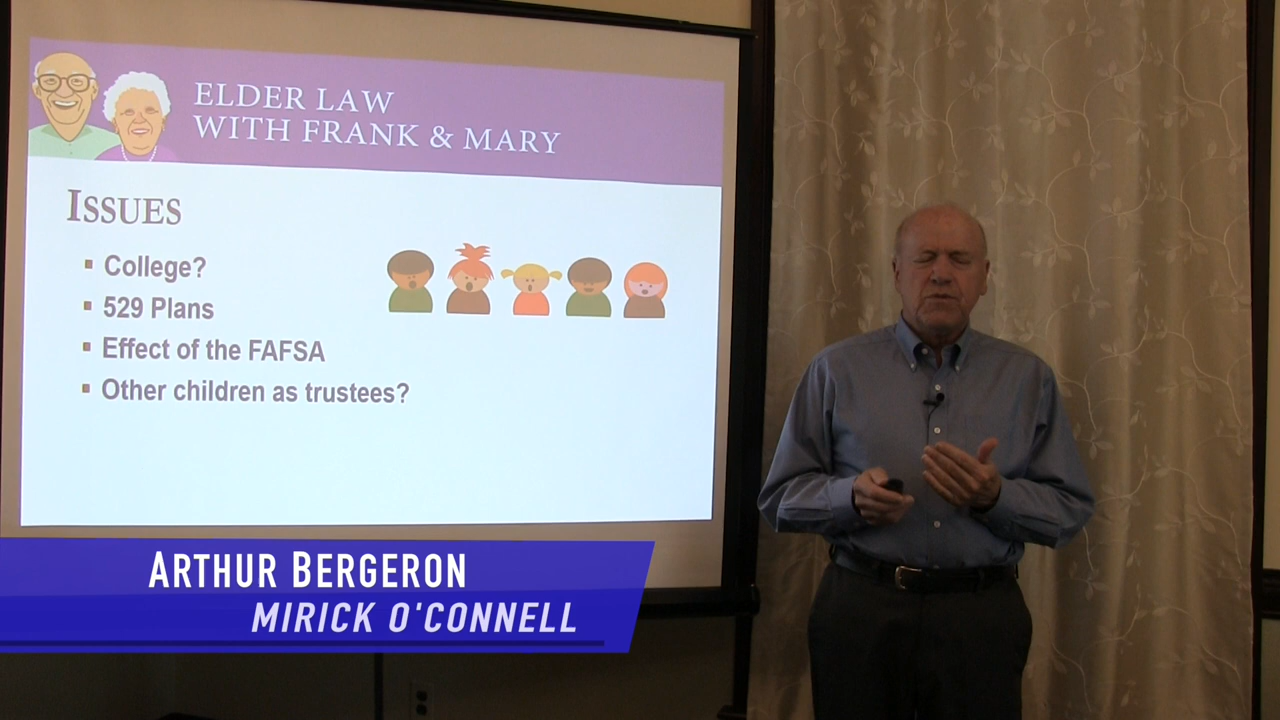 ELDER LAW
WITH FRANK & MARY
ISSUES
College?
529 Plans
Effect of the FAFSA
Other children as trustees?
ARTHUR BERGERON
MIRICK O'CONNELL